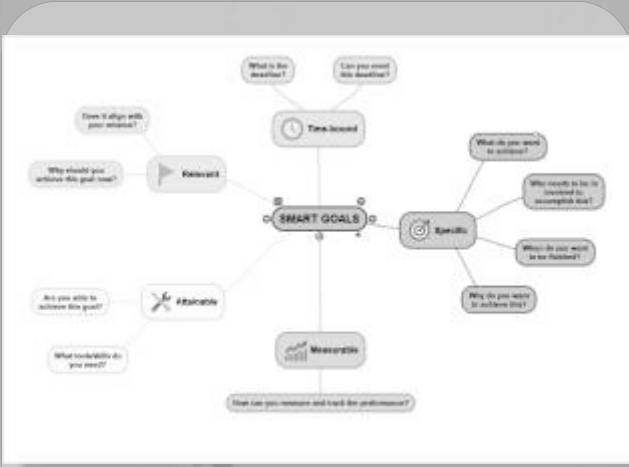 What is the
deadline?
Can you meet
this deadline?
Time-bound
Does it align with
your mission?
Why should you
achieve this goal now?
Relevant
SMART GOALS
Specific
What do you want
to achieve?
Who needs to be
involved to
accomplish this?
When do you want
to be finished?
Why do you want
to achieve this?
Are you able to
achieve this goal?
Attainable
What tools/skills do
you need?
Measurable
How can you measure and track the performance?